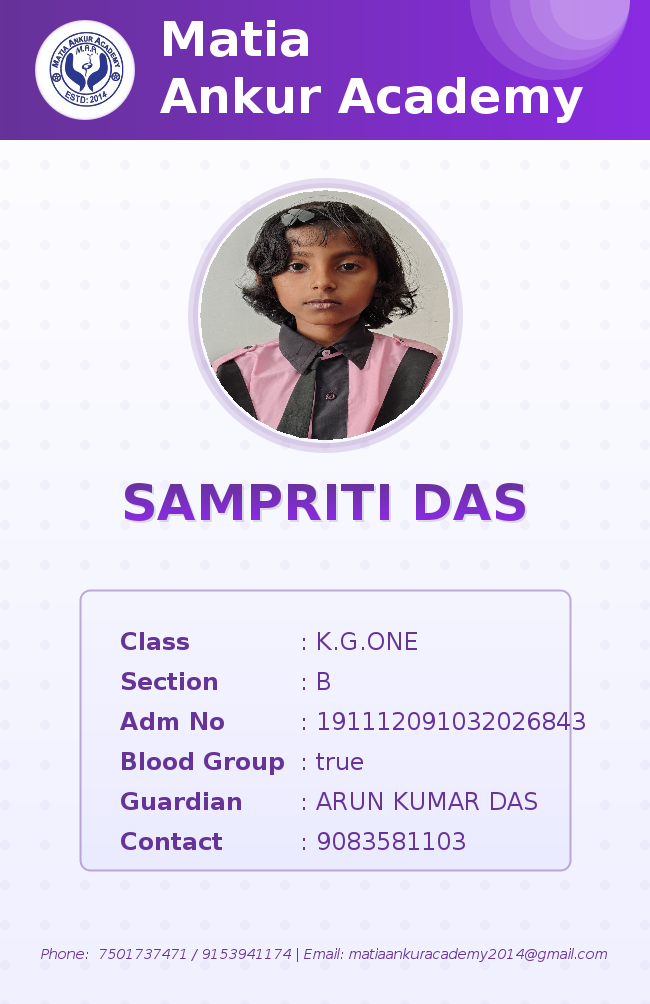 Matia
Ankur Academy
MATIA ANKUR ACADEMY
M.A.A
ESTD: 2014
SAMPRITI DAS
Class : K.G.ONE
Section : B
Adm No : 191112091032026843
Blood Group : true
Guardian : ARUN KUMAR DAS
Contact : 9083581103
Phone: 7501737471 / 9153941174 | Email: matiaankuracademy2014@gmail.com